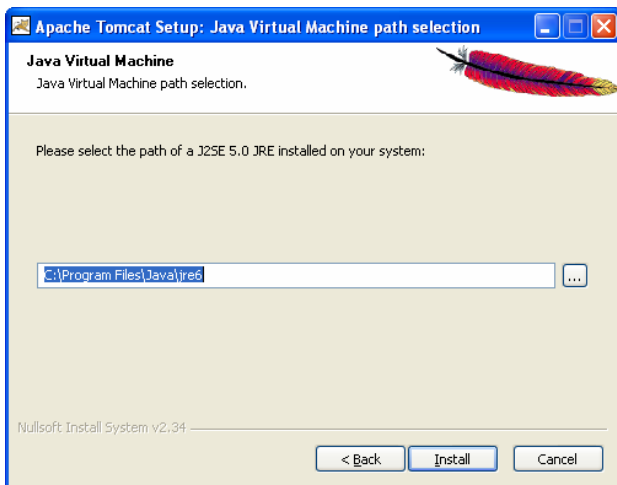 Apache Tomcat Setup: Java Virtual Machine path selection
Java Virtual Machine
Java Virtual Machine path selection.
Please select the path of a J2SE 5.0 JRE installed on your system:
C:\Program Files\Java\jre6
...
Nullsoft Install System v2.34
< Back
Install
Cancel